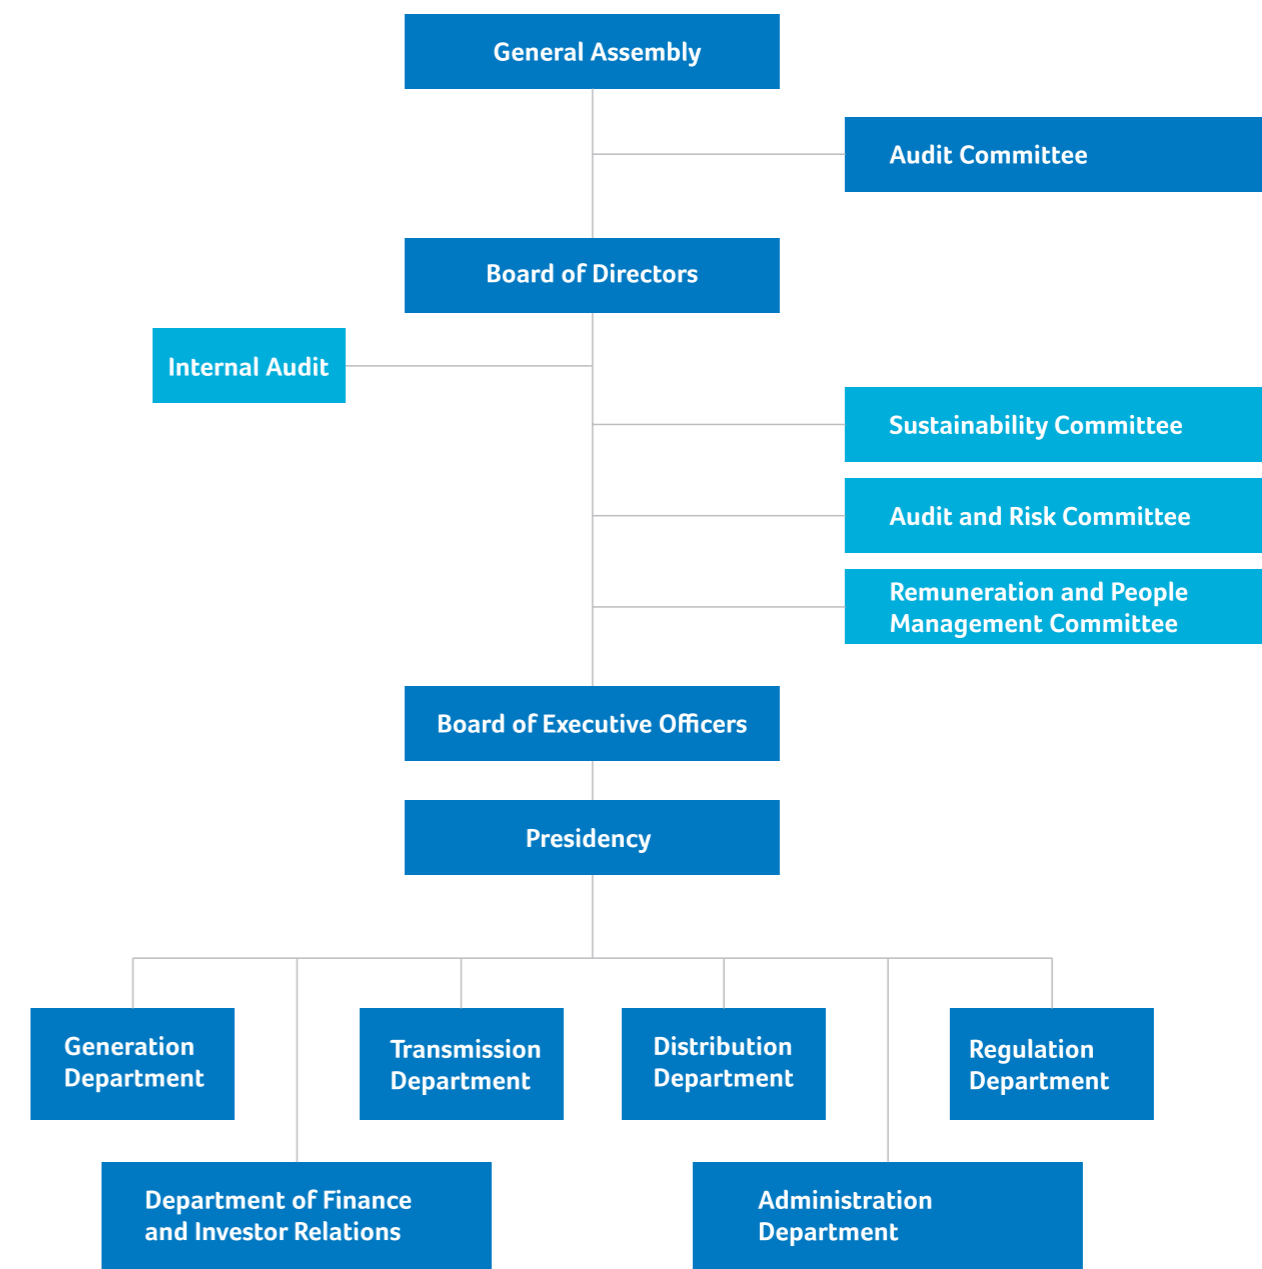 General Assembly
Audit Committee
Board of Directors
Internal Audit
Sustainability Committee
Audit and Risk Committee
Remuneration and People
Management Committee
Board of Executive Officers
Presidency
Generation
Department
Transmission
Department
Distribution
Department
Regulation
Department
Department of Finance
and Investor Relations
Administration
Department